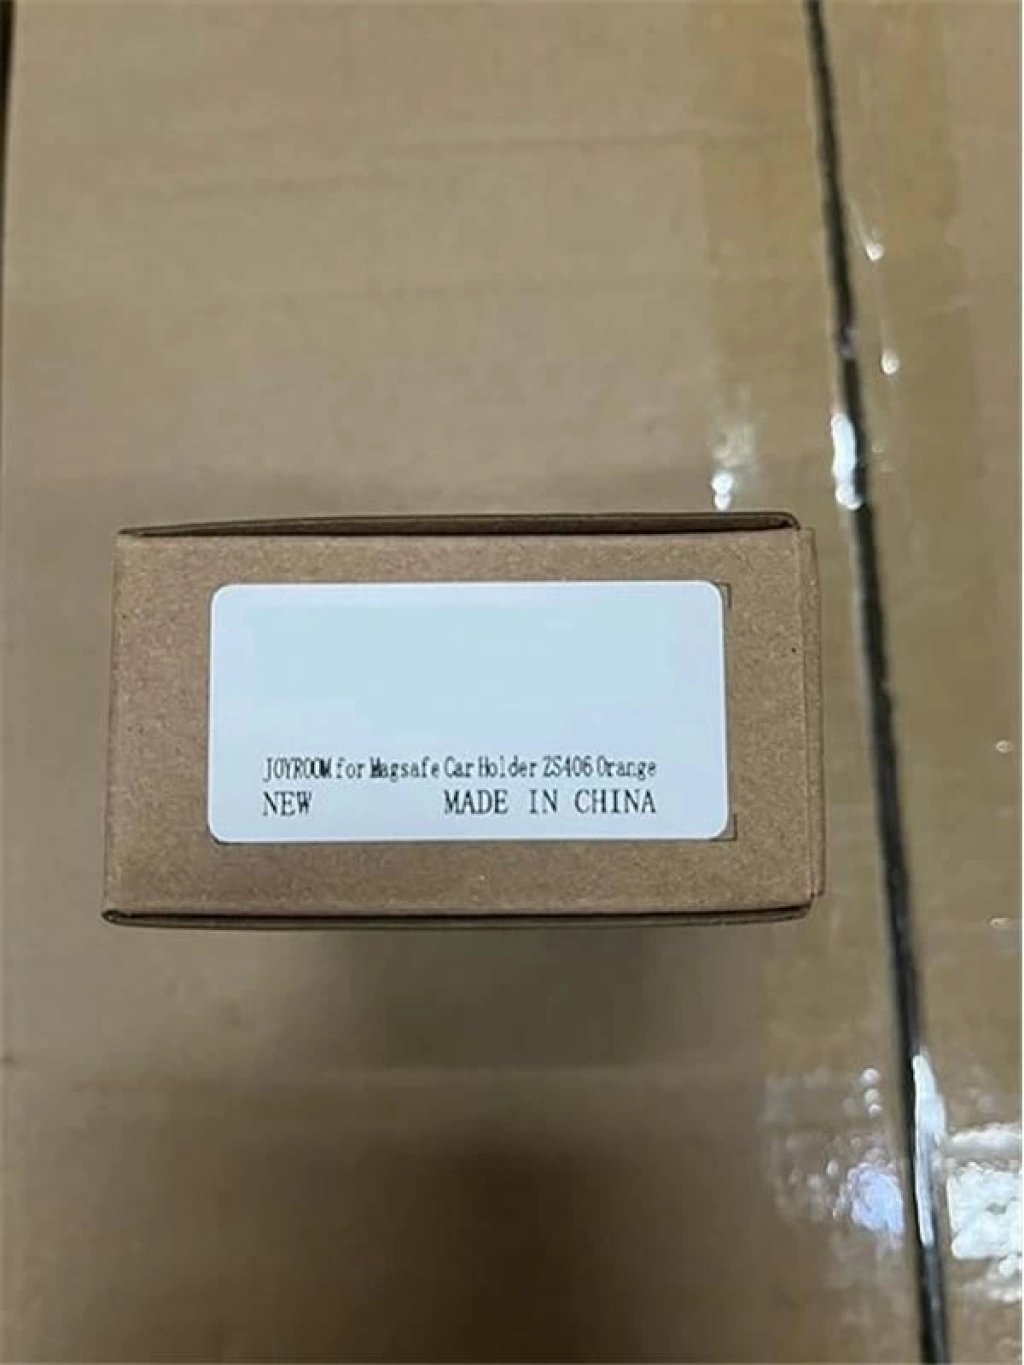 JOYROOM for Magsafe Car Holder ZS406 Orange
NEW MADE IN CHINA